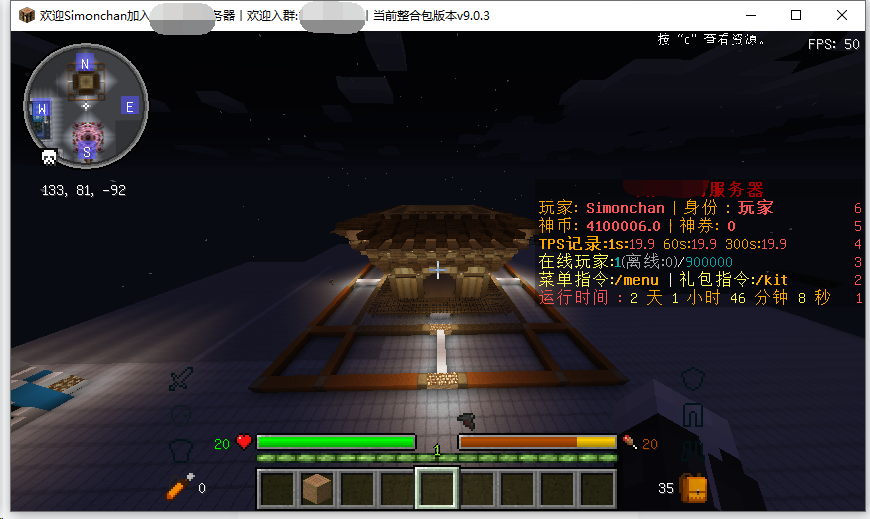 欢迎Simonchan加入 务器丨欢迎入群: 丨当前整合包版本v9.0.3
按 "c" 查看资源。
FPS: 50
N
W
E
S
133, 81, -92
服务器
玩家: Simonchan | 身份 : 玩家 6
神币: 4100006.0 | 神券: 0 5
TPS记录:1s:19.9 60s:19.9 300s:19.9 4
在线玩家:1(离线:0)/900000 3
菜单指令:/menu | 礼包指令:/kit 2
运行时间 : 2 天 1 小时 46 分钟 8 秒 1
20
1
20
0
35